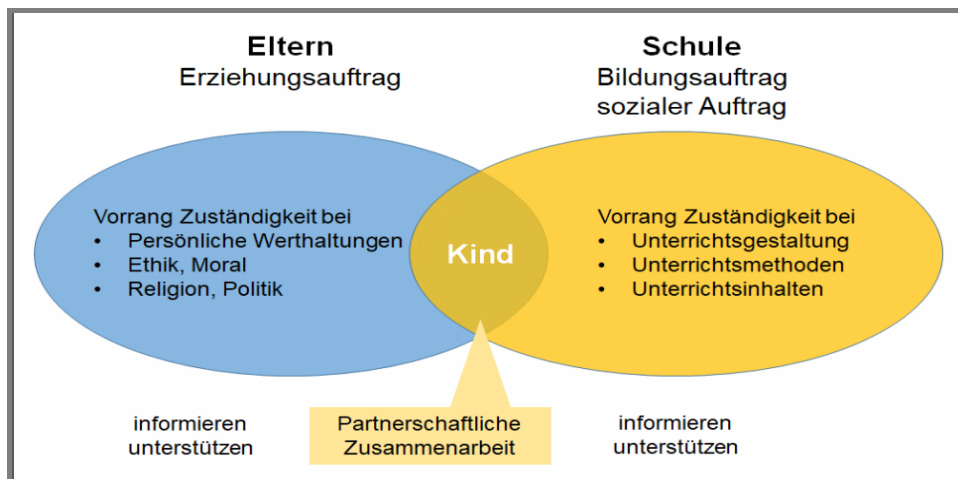 Eltern
Erziehungsauftrag
Schule
Bildungsauftrag
sozialer Auftrag
Vorrang Zuständigkeit bei
• Persönliche Werthaltungen
• Ethik, Moral
• Religion, Politik
Kind
Vorrang Zuständigkeit bei
• Unterrichtsgestaltung
• Unterrichtsmethoden
• Unterrichtsinhalten
informieren
unterstützen
Partnerschaftliche
Zusammenarbeit
informieren
unterstützen